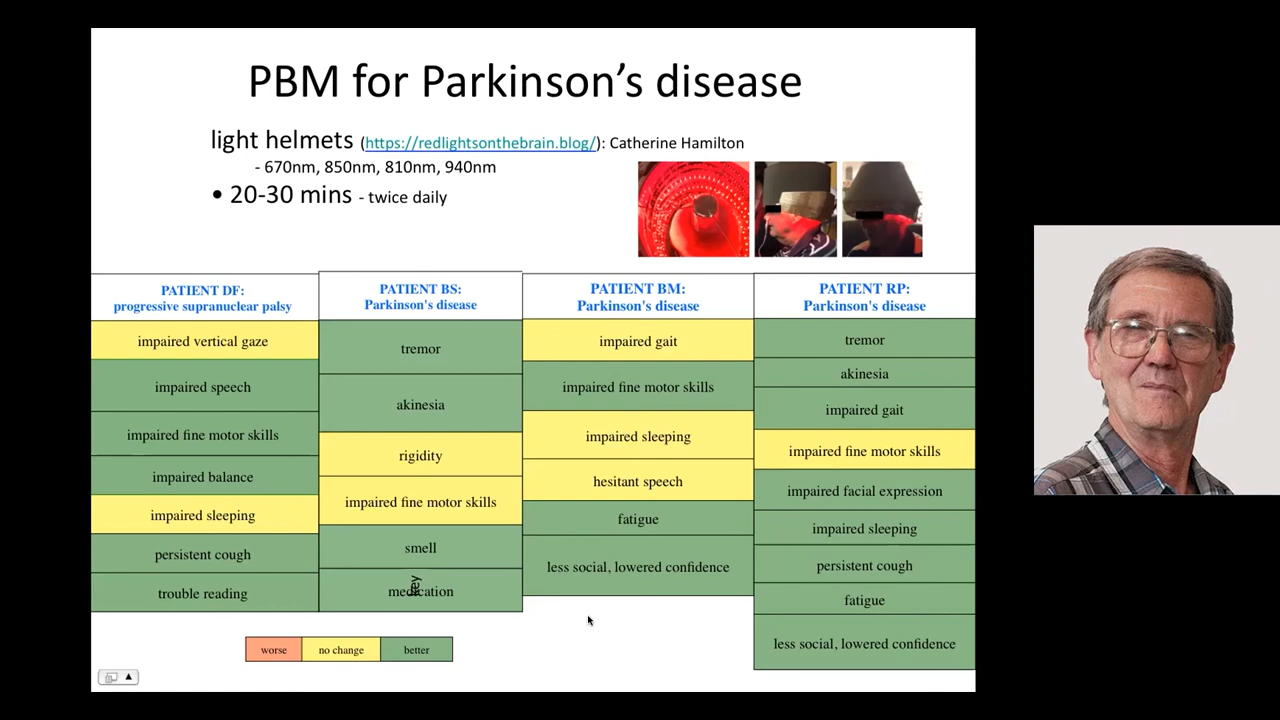 PBM for Parkinson's disease
light helmets (https://redlightsonthebrain.blog/): Catherine Hamilton
- 670nm, 850nm, 810nm, 940nm
• 20-30 mins - twice daily
PATIENT DF:
progressive supranuclear palsy
impaired vertical gaze
impaired speech
impaired fine motor skills
impaired balance
impaired sleeping
persistent cough
trouble reading
PATIENT BS:
Parkinson's disease
tremor
akinesia
rigidity
impaired fine motor skills
smell
medication
key
PATIENT BM:
Parkinson's disease
impaired gait
impaired fine motor skills
impaired sleeping
hesitant speech
fatigue
less social, lowered confidence
PATIENT RP:
Parkinson's disease
tremor
akinesia
impaired gait
impaired fine motor skills
impaired facial expression
impaired sleeping
persistent cough
fatigue
less social, lowered confidence
worse
no change
better